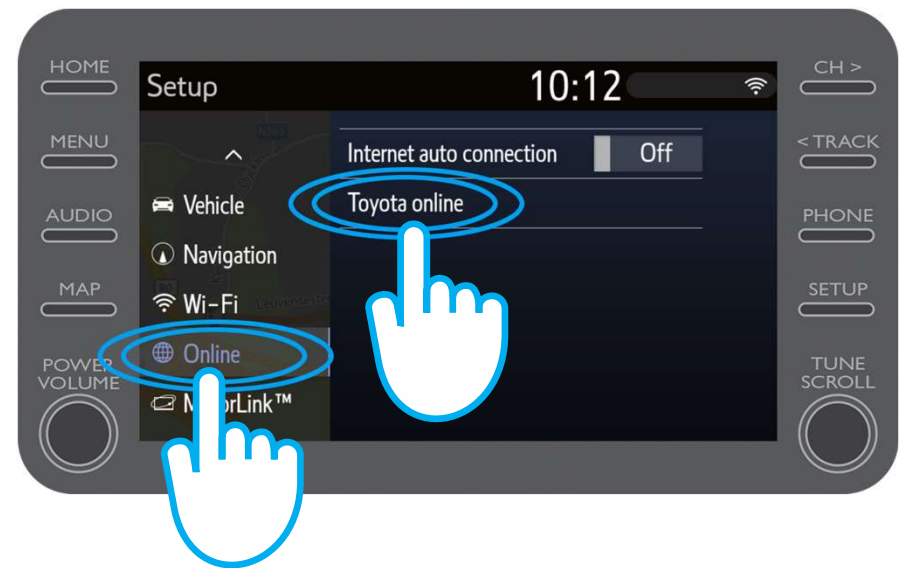 HOME
MENU
AUDIO
MAP
POWER
VOLUME
Setup
10:12
Vehicle
Navigation
Wi-Fi
Online
Internet auto connection
Off
Toyota online
CH >
< TRACK
PHONE
SETUP
TUNE
SCROLL